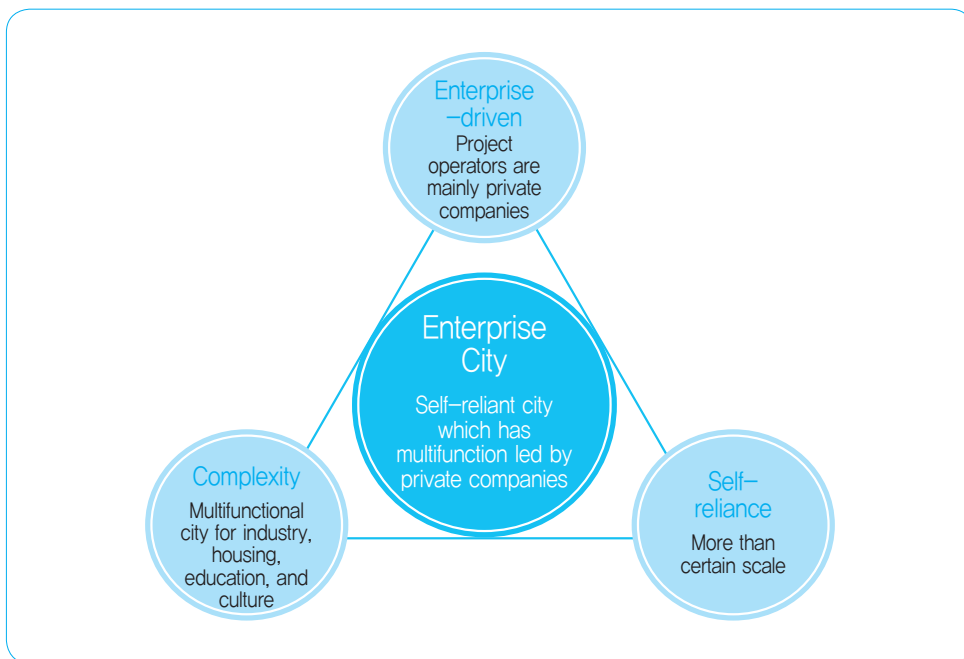 Enterprise
-driven
Project
operators are
mainly private
companies
Enterprise
City
Self-reliant city
which has
multifunction led by
private companies
Complexity
Multifunctional
city for industry,
housing,
education, and
culture
Self-
reliance
More than
certain scale